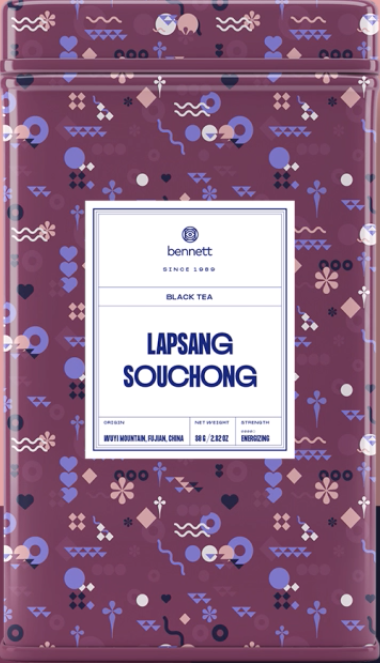 bennett
SINCE 1989
BLACK TEA
LAPSANG
SOUCHONG
ORIGIN
NET WEIGHT
STRENGTH
WUYI MOUNTAIN, FUJIAN, CHINA
80 G / 2.82 OZ
ENERGIZING